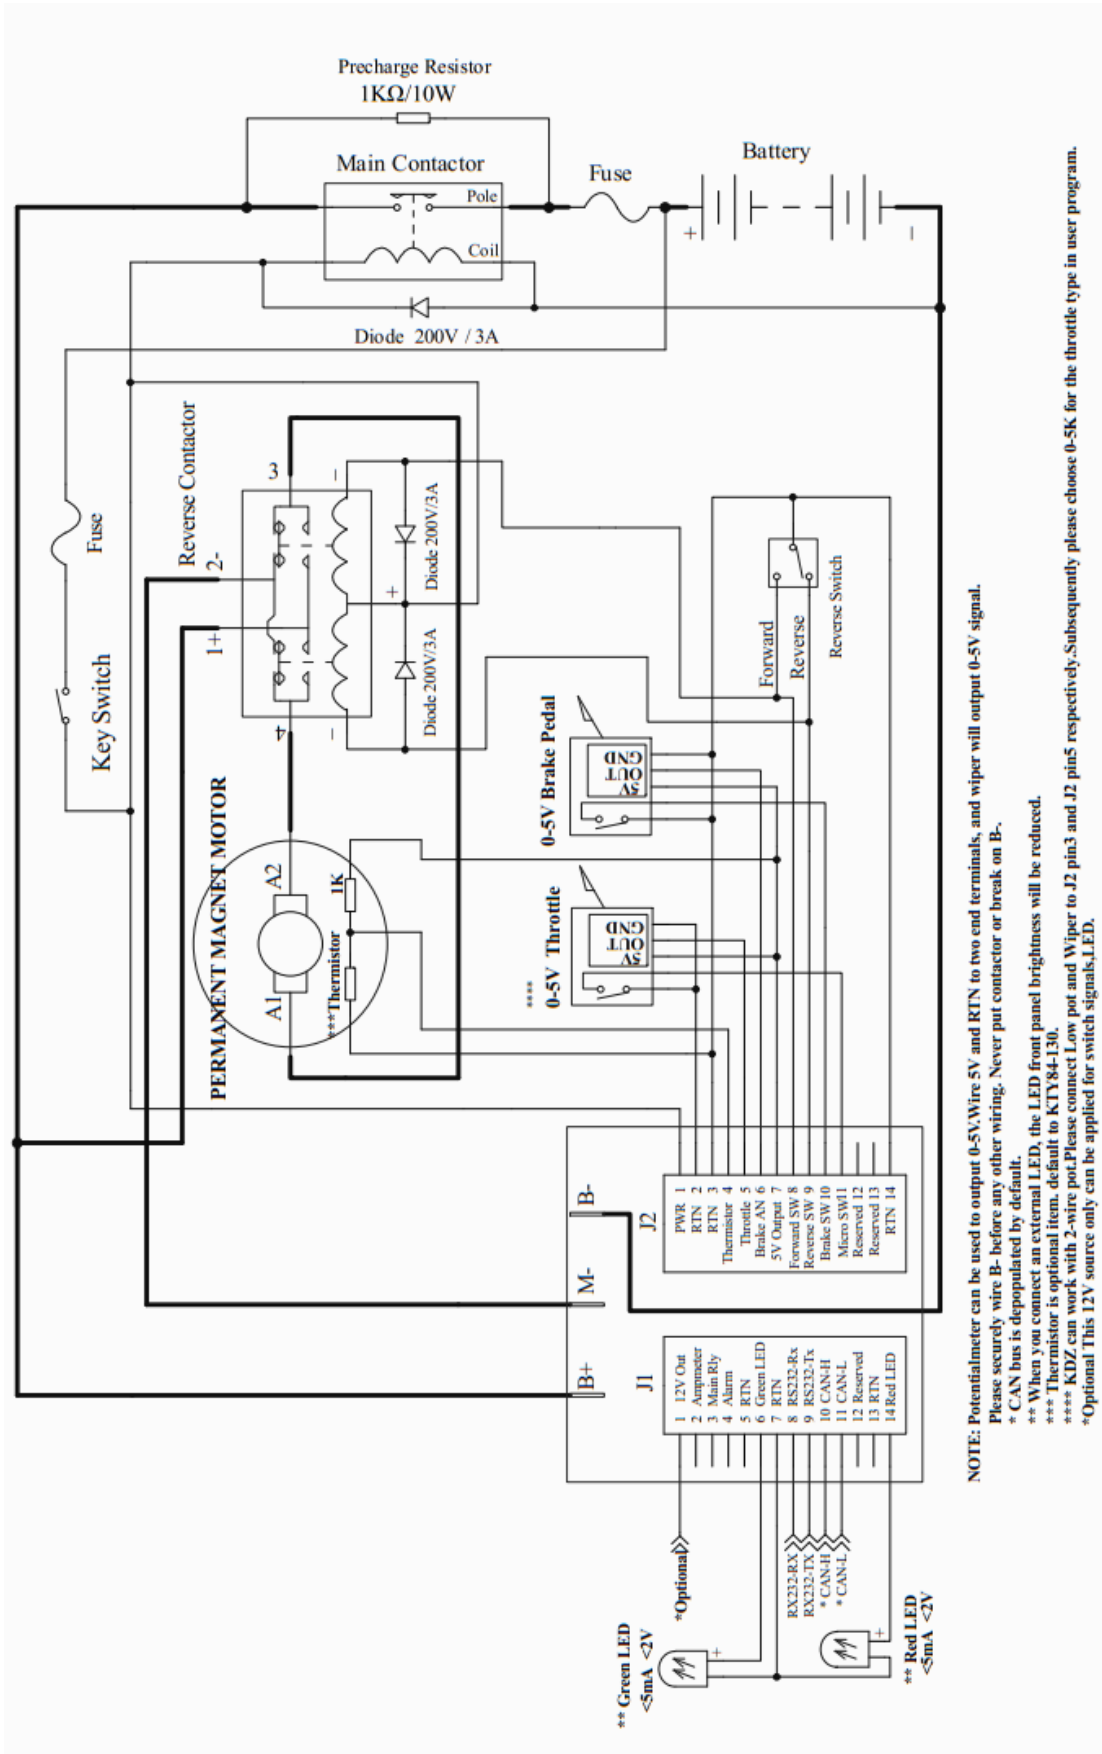 Precharge Resistor
1KΩ/10W
Main Contactor
Pole
Coil
Fuse
Battery
+
−
Diode 200V / 3A
Fuse
Key Switch
Reverse Contactor
2-
1+
3
4
−
+
−
Diode 200V/3A
Diode 200V/3A
PERMANENT MAGNET MOTOR
A1
A2
***Thermistor
1K
0-5V Brake Pedal
GND
OUT
5V
****
0-5V Throttle
GND
OUT
5V
Forward
Reverse
Reverse Switch
B-
M-
B+
J2
PWR 1
RTN 2
RTN 3
Thermistor 4
Throttle 5
Brake AN 6
5V Output 7
Forward SW 8
Reverse SW 9
Brake SW 10
Micro SW11
Reserved 12
Reserved 13
RTN 14
J1
1 12V Out
2 Ampmeter
3 Main Rly
4 Alarm
5 RTN
6 Green LED
7 RTN
8 RS232-Rx
9 RS232-Tx
10 CAN-H
11 CAN-L
12 Reserved
13 RTN
14 Red LED
*Optional
RX232-RX
RX232-TX
* CAN-H
* CAN-L
** Green LED
<5mA <2V
+
** Red LED
<5mA <2V
+
NOTE: Potentialmeter can be used to output 0-5V.Wire 5V and RTN to two end terminals, and wiper will output 0-5V signal.
Please securely wire B- before any other wiring. Never put contactor or break on B-.
* CAN bus is depopulated by default.
** When you connect an external LED, the LED front panel brightness will be reduced.
*** Thermistor is optional item. default to KTY84-130.
**** KDZ can work with 2-wire pot.Please connect Low pot and Wiper to J2 pin3 and J2 pin5 respectively.Subsequently please choose 0-5K for the throttle type in user program.
*Optional This 12V source only can be applied for switch signals,LED.